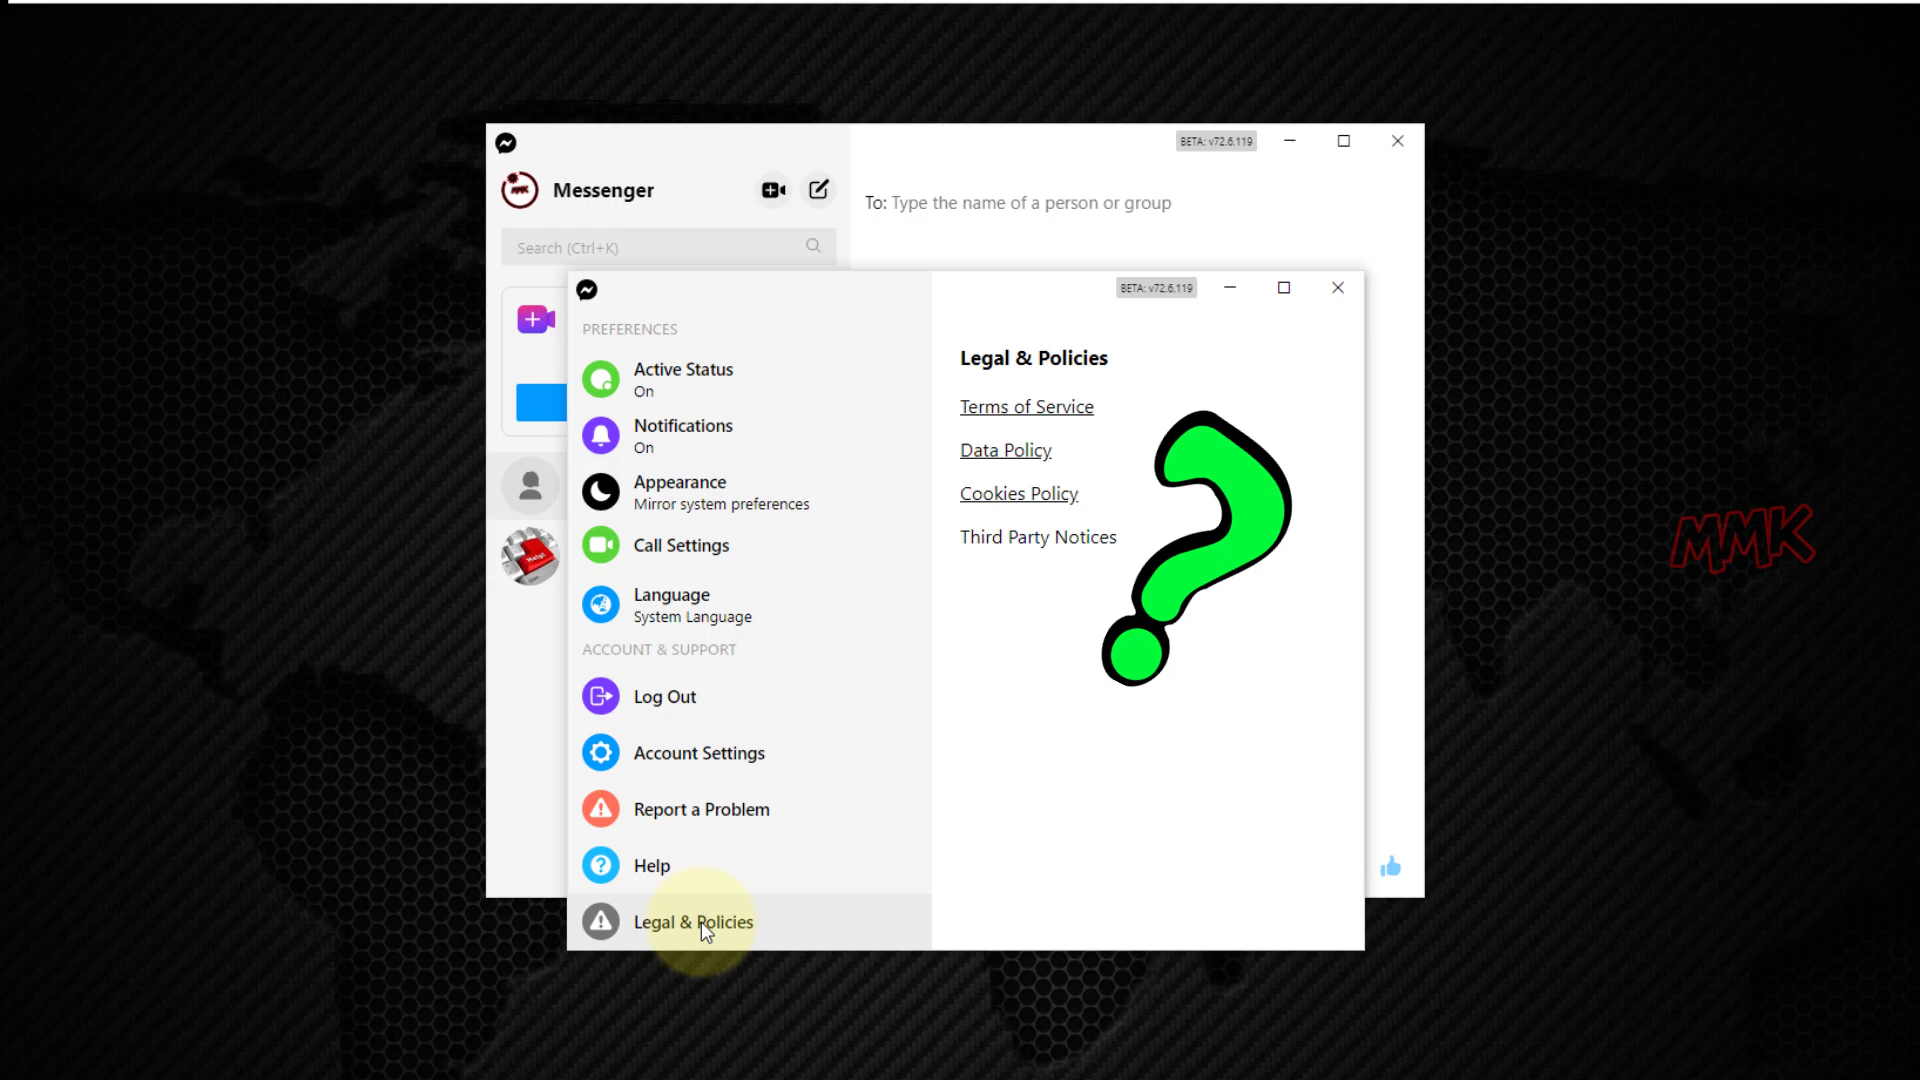 BETA: v72.6.119
Messenger
To: Type the name of a person or group
Search (Ctrl+K)
BETA: v72.6.119
PREFERENCES
Active Status
On
Notifications
On
Appearance
Mirror system preferences
Call Settings
Language
System Language
ACCOUNT & SUPPORT
Log Out
Account Settings
Report a Problem
Help
Legal & Policies
Legal & Policies
Terms of Service
Data Policy
Cookies Policy
Third Party Notices
?
MMK
MMK
Help!